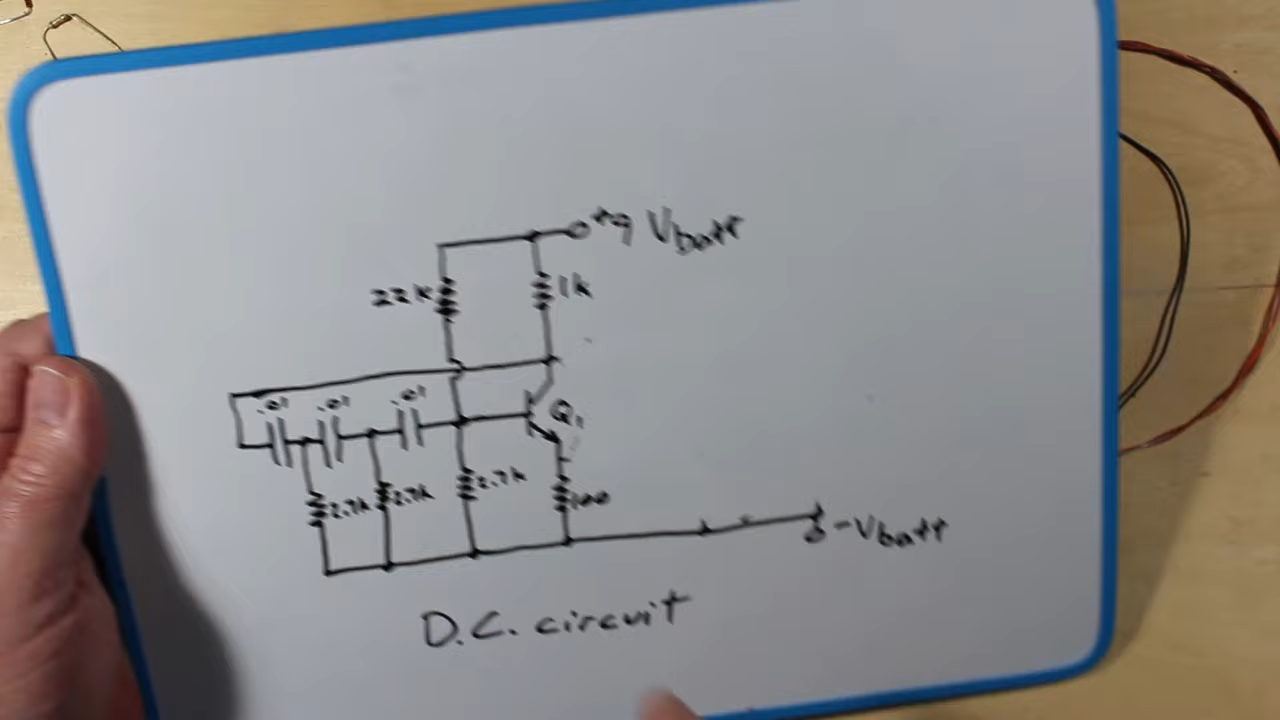 +9 Vbatt
22k 1k
.01 .01 .01
Q1
2.7k 2.7k 2.7k
100
-Vbatt
D.C. circuit